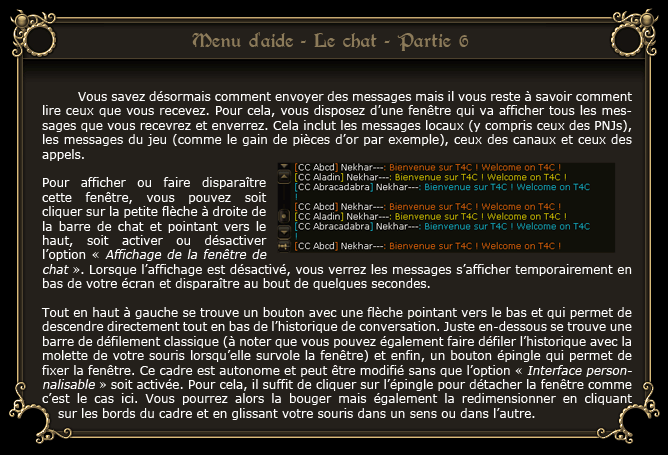 Menu d'aide - Le chat - Partie 6
Vous savez désormais comment envoyer des messages mais il vous reste à savoir comment
lire ceux que vous recevez. Pour cela, vous disposez d'une fenêtre qui va afficher tous les mes-
sages que vous recevrez et enverrez. Cela inclut les messages locaux (y compris ceux des PNJs),
les messages du jeu (comme le gain de pièces d'or par exemple), ceux des canaux et ceux des
appels.
Pour afficher ou faire disparaître
cette fenêtre, vous pouvez soit
cliquer sur la petite flèche à droite de
la barre de chat et pointant vers le
haut, soit activer ou désactiver
l'option « Affichage de la fenêtre de
chat ». Lorsque l'affichage est désactivé, vous verrez les messages s'afficher temporairement en
bas de votre écran et disparaître au bout de quelques secondes.
[CC Abcd] Nekhar---: Bienvenue sur T4C ! Welcome on T4C !
[CC Aladin] Nekhar---: Bienvenue sur T4C ! Welcome on T4C !
[CC Abracadabra] Nekhar---: Bienvenue sur T4C ! Welcome on T4C
!
[CC Abcd] Nekhar---: Bienvenue sur T4C ! Welcome on T4C !
[CC Aladin] Nekhar---: Bienvenue sur T4C ! Welcome on T4C !
[CC Abracadabra] Nekhar---: Bienvenue sur T4C ! Welcome on T4C
!
[CC Abcd] Nekhar---: Bienvenue sur T4C ! Welcome on T4C !
Tout en haut à gauche se trouve un bouton avec une flèche pointant vers le bas et qui permet de
descendre directement tout en bas de l'historique de conversation. Juste en-dessous se trouve une
barre de défilement classique (à noter que vous pouvez également faire défiler l'historique avec la
molette de votre souris lorsqu'elle survole la fenêtre) et enfin, un bouton épingle qui permet de
fixer la fenêtre. Ce cadre est autonome et peut être modifié sans que l'option « Interface person-
nalisable » soit activée. Pour cela, il suffit de cliquer sur l'épingle pour détacher la fenêtre comme
c'est le cas ici. Vous pourrez alors la bouger mais également la redimensionner en cliquant
sur les bords du cadre et en glissant votre souris dans un sens ou dans l'autre.